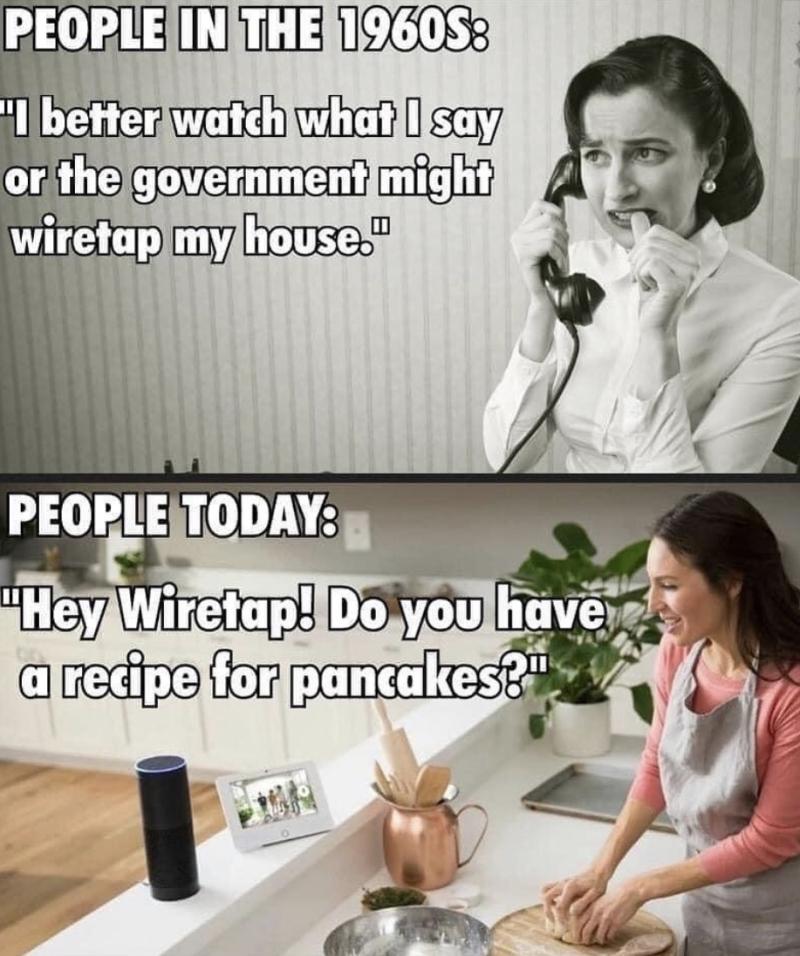 PEOPLE IN THE 1960S:
"I better watch what I say
or the government might
wiretap my house."
PEOPLE TODAY:
"Hey Wiretap! Do you have
a recipe for pancakes?"